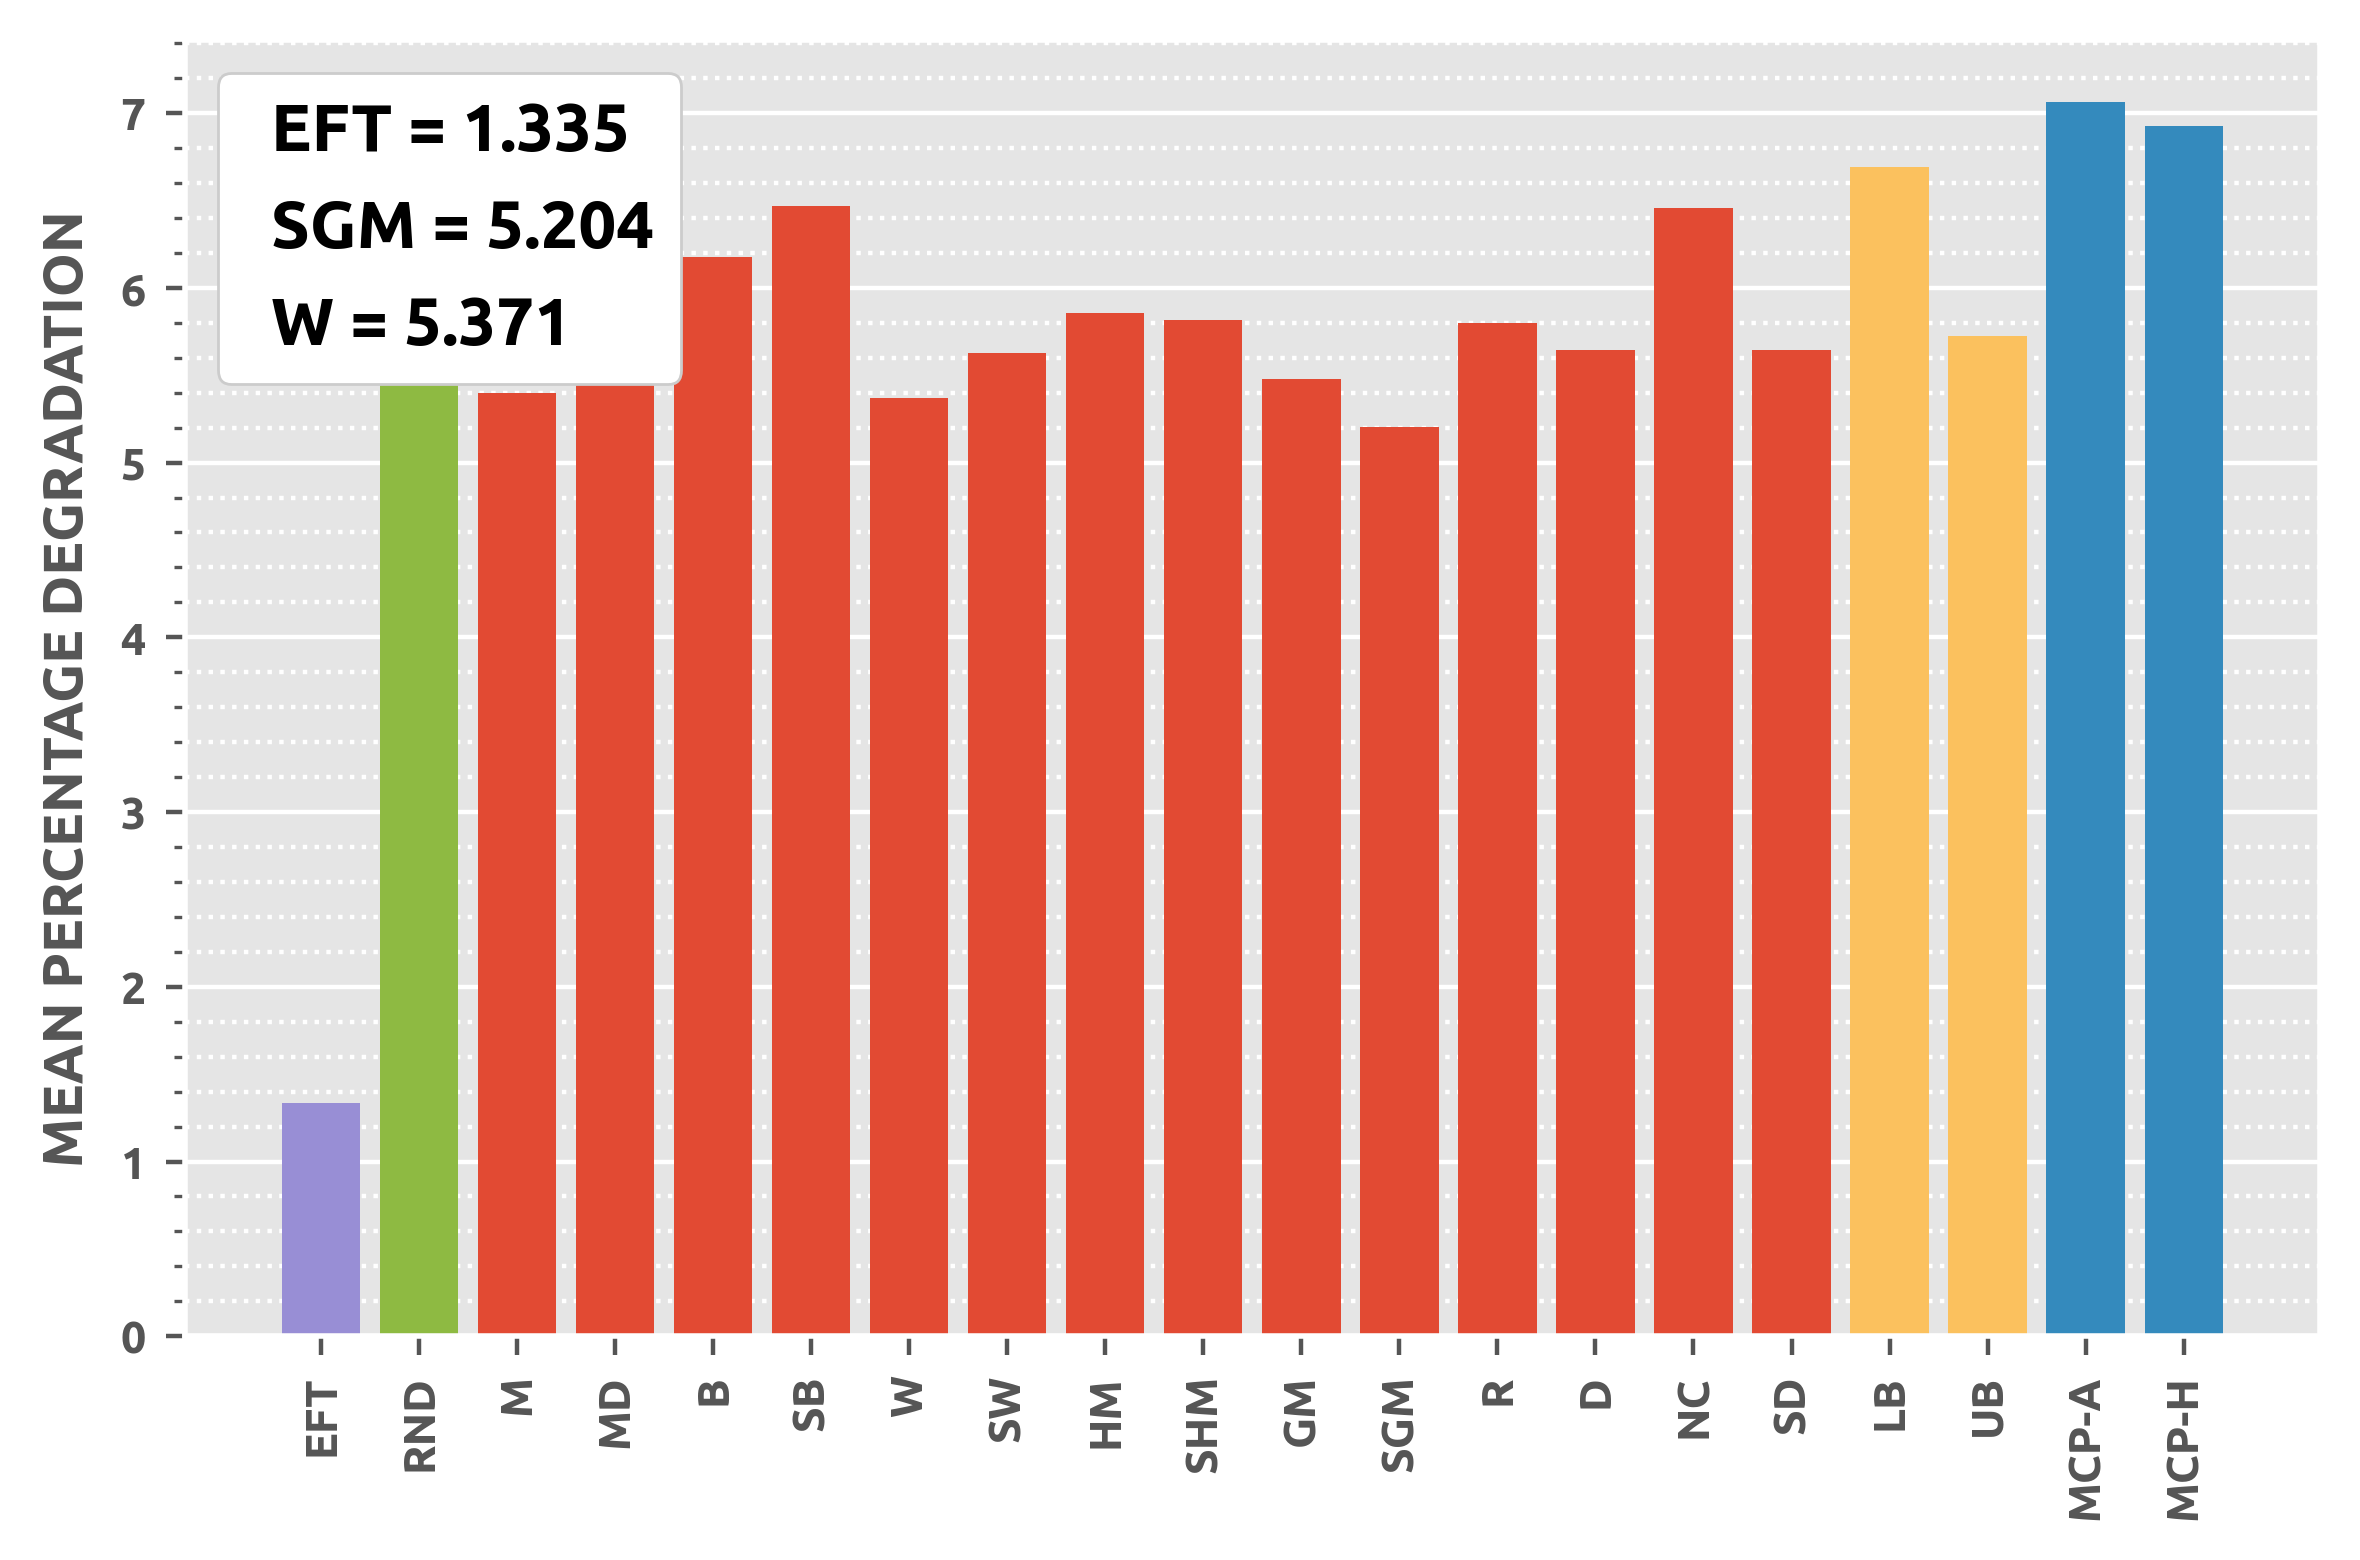 MEAN PERCENTAGE DEGRADATION
7
6
5
4
3
2
1
0
EFT = 1.335
SGM = 5.204
W = 5.371
EFT
RND
M
MD
B
SB
W
SW
HM
SHM
GM
SGM
R
D
NC
SD
LB
UB
MCP-A
MCP-H